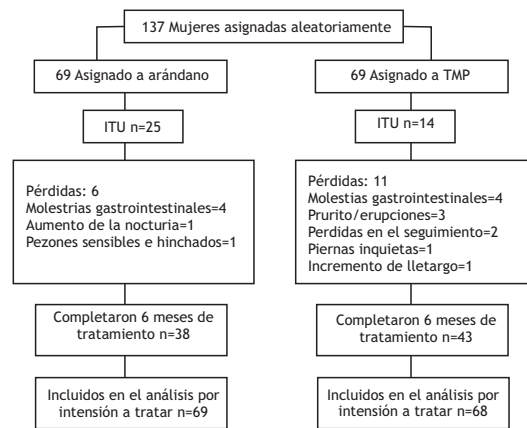 137 Mujeres asignadas aleatoriamente
69 Asignado a arándano
69 Asignado a TMP
ITU n=25
ITU n=14
Pérdidas: 6
Molestrias gastrointestinales=4
Aumento de la nocturia=1
Pezones sensibles e hinchados=1
Pérdidas: 11
Molestias gastrointestinales=4
Prurito/erupciones=3
Perdidas en el seguimiento=2
Piernas inquietas=1
Incremento de lletargo=1
Completaron 6 meses de
tratamiento n=38
Completaron 6 meses de
tratamiento n=43
Incluidos en el análisis por
intensión a tratar n=69
Incluidos en el análisis por
intensión a tratar n=68